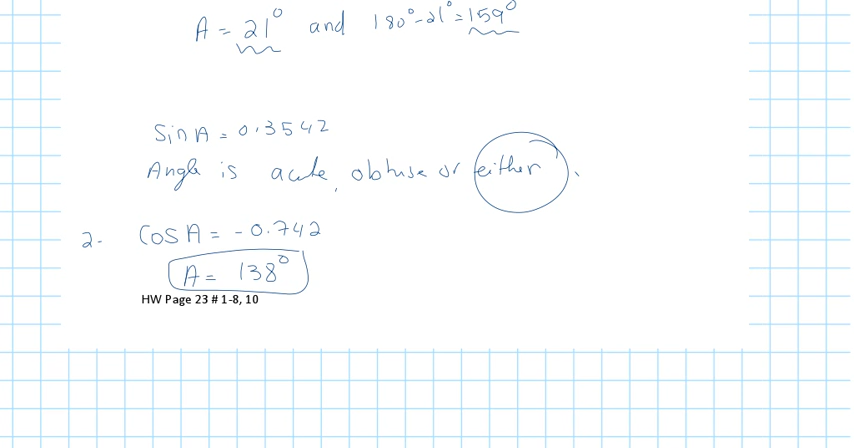 A = 21° and 180°-21°=159°
Sin A = 0.3542
Angle is acute, obtuse or either.
2. Cos A = -0.742
A = 138°
HW Page 23 # 1-8, 10